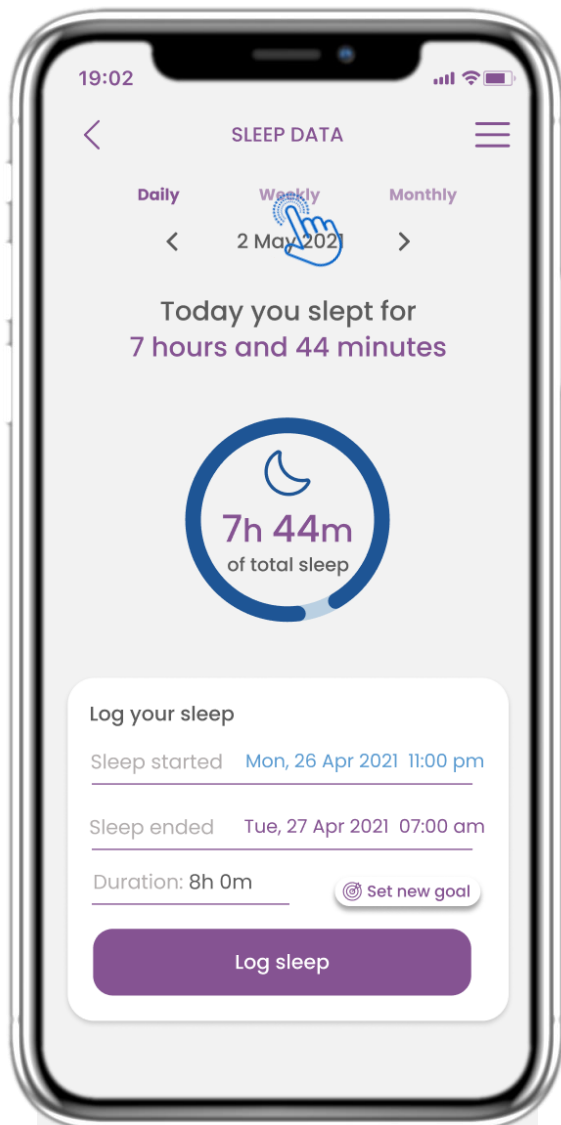 19:02
SLEEP DATA
Daily Weekly Monthly
2 May 2021
Today you slept for
7 hours and 44 minutes
7h 44m
of total sleep
Log your sleep
Sleep started Mon, 26 Apr 2021 11:00 pm
Sleep ended Tue, 27 Apr 2021 07:00 am
Duration: 8h 0m
Set new goal
Log sleep